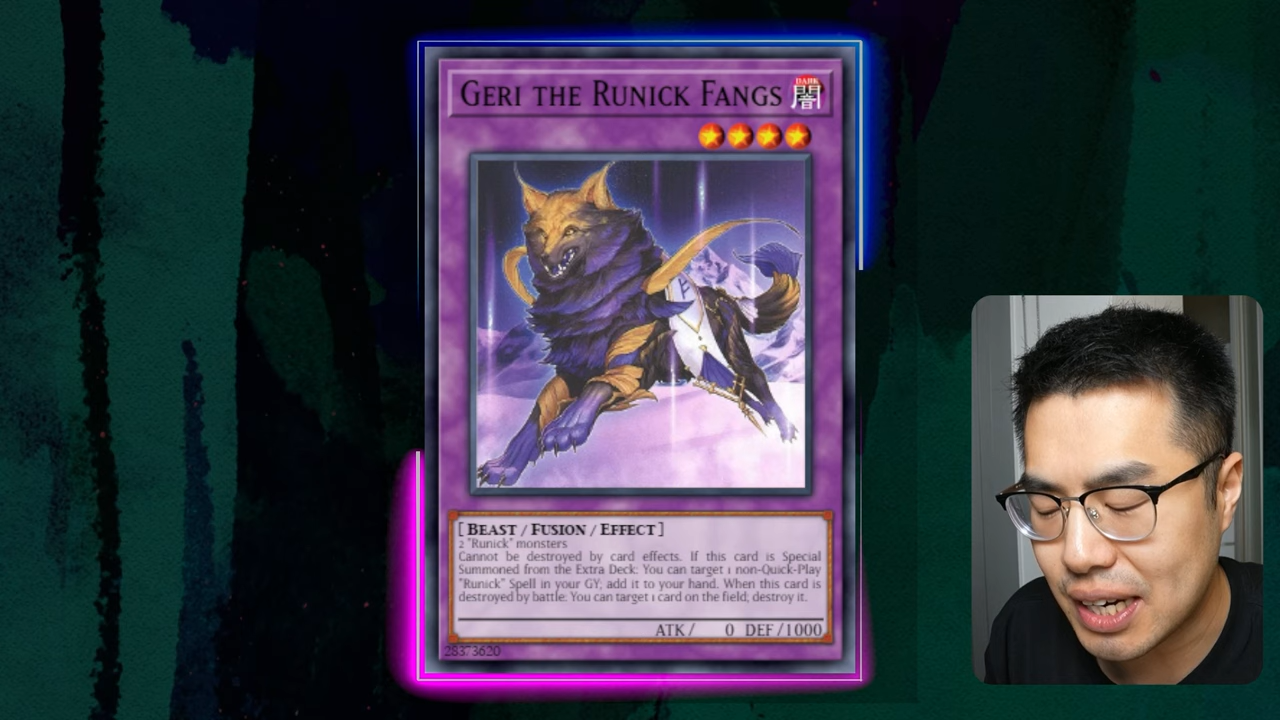 GERI THE RUNICK FANGS
DARK
闇
[ BEAST / FUSION / EFFECT ]
2 "Runick" monsters
Cannot be destroyed by card effects. If this card is Special
Summoned from the Extra Deck: You can target 1 non-Quick-Play
"Runick" Spell in your GY; add it to your hand. When this card is
destroyed by battle: You can target 1 card on the field; destroy it.
ATK/ 0 DEF/1000
28373620